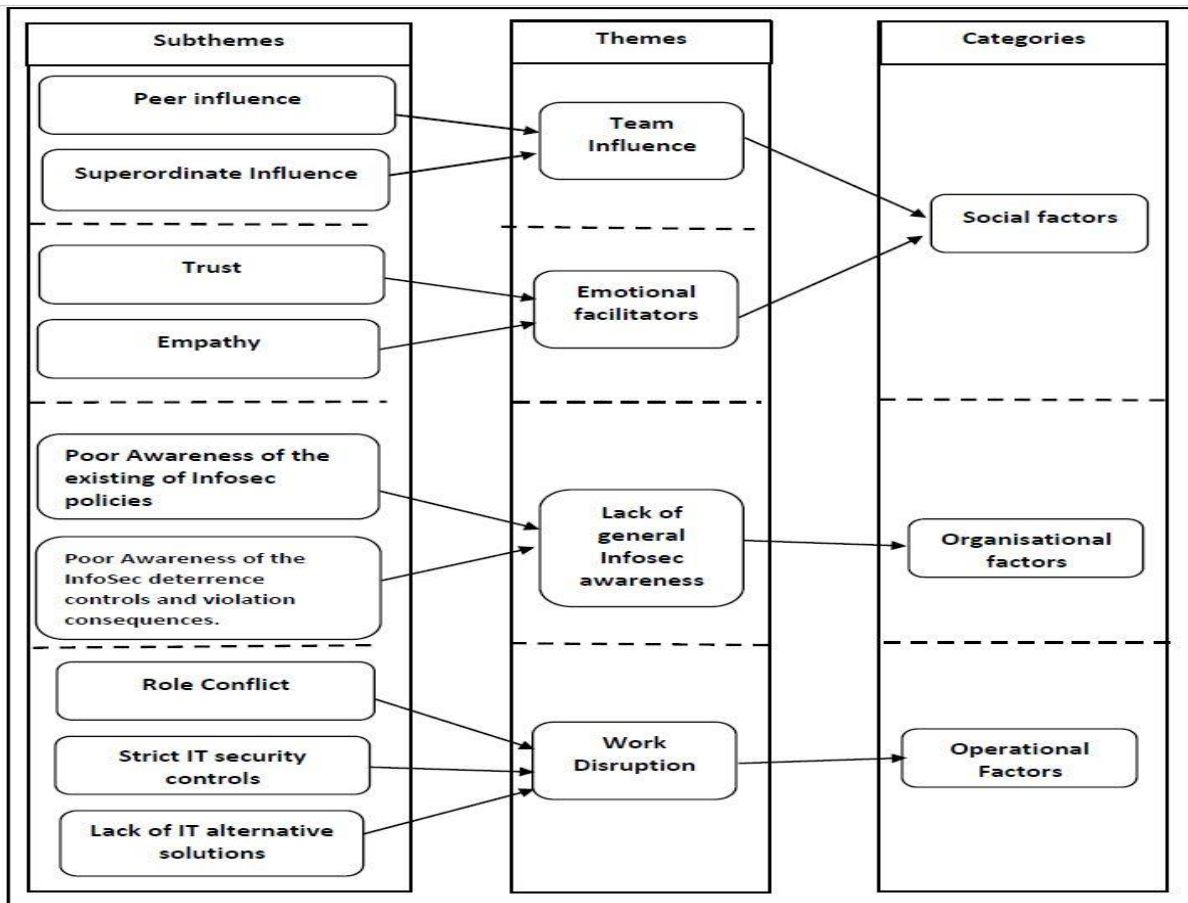 Subthemes
Peer influence
Superordinate Influence
Trust
Empathy
Poor Awareness of the
existing of Infosec
policies
Poor Awareness of the
InfoSec deterrence
controls and violation
consequences.
Role Conflict
Strict IT security
controls
Lack of IT alternative
solutions
Themes
Team
Influence
Emotional
facilitators
Lack of
general
Infosec
awareness
Work
Disruption
Categories
Social factors
Organisational
factors
Operational
Factors